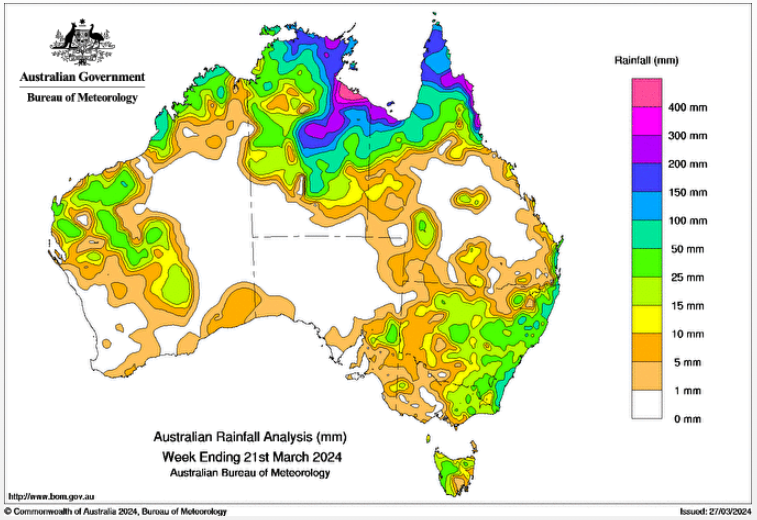 Australian Government
Bureau of Meteorology
Rainfall (mm)
400 mm
300 mm
200 mm
150 mm
100 mm
50 mm
25 mm
15 mm
10 mm
5 mm
1 mm
0 mm
Australian Rainfall Analysis (mm)
Week Ending 21st March 2024
Australian Bureau of Meteorology
http://www.bom.gov.au
© Commonwealth of Australia 2024, Bureau of Meteorology
Issued: 27/03/2024